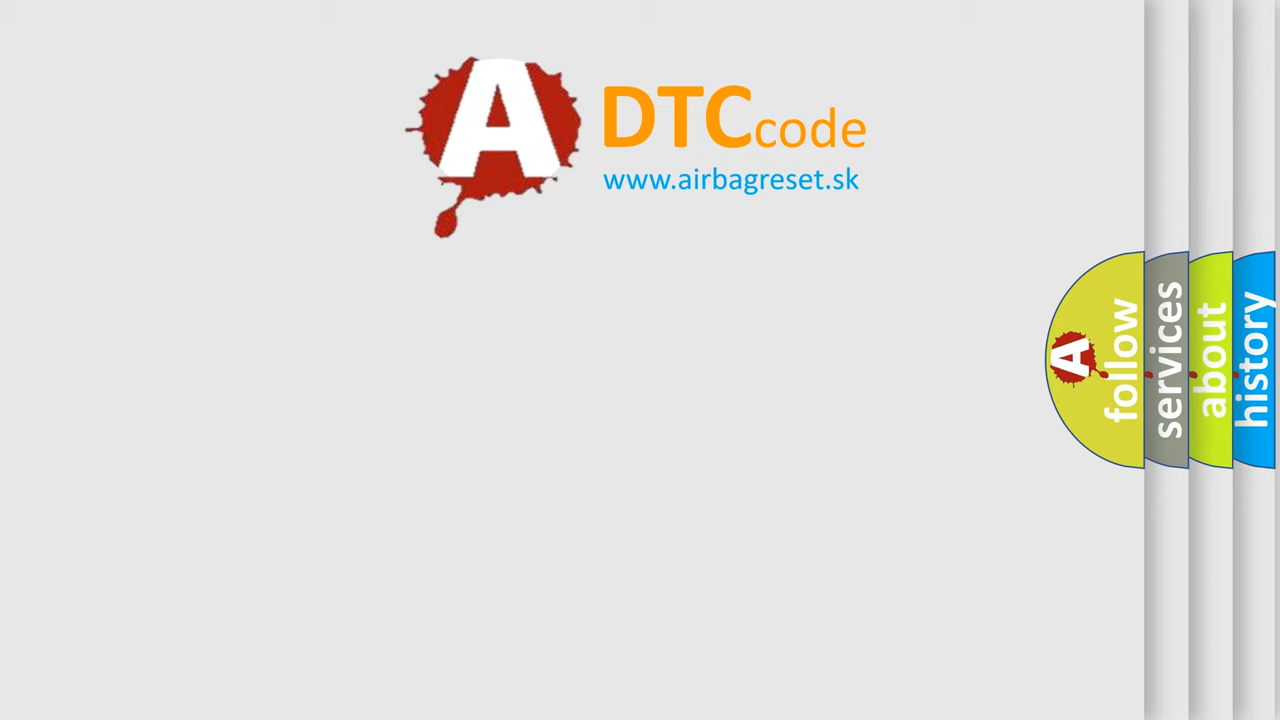 A
DTCcode
www.airbagreset.sk
A
follow
services
about
history